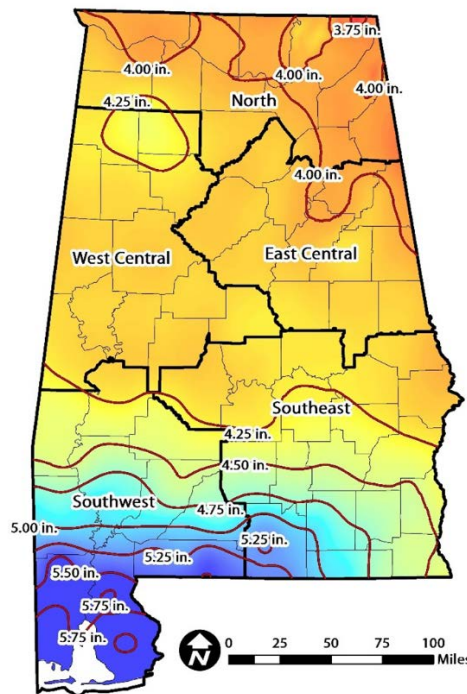 3.75 in.
4.00 in.
4.00 in.
4.00 in.
4.25 in.
North
4.00 in.
West Central
East Central
Southeast
4.25 in.
4.50 in.
Southwest
4.75 in.
5.00 in.
5.25 in.
5.25 in.
5.50 in.
5.75 in.
5.75 in.
N
0 25 50 75 100
Miles